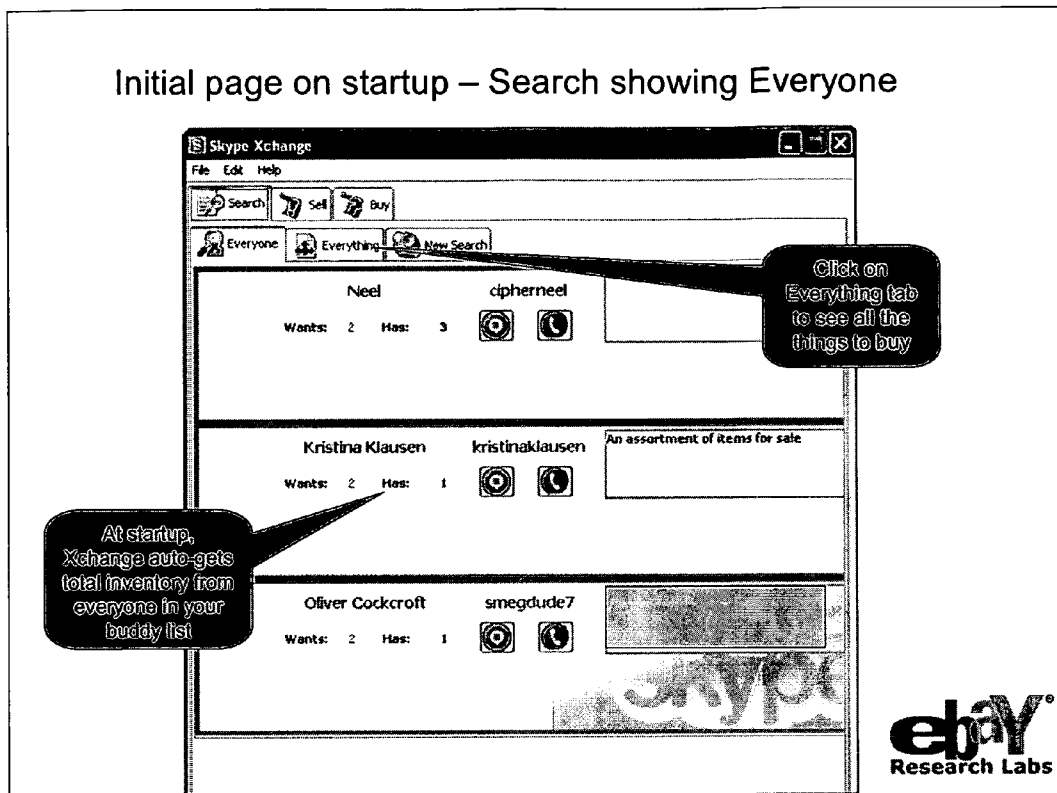 Initial page on startup – Search showing Everyone
Skype Xchange
File Edit Help
Search Sell Buy
Everyone Everything New Search
Click on
Everything tab
to see all the
things to buy
Neel cipherneel
Wants: 2 Has: 3
Kristina Klausen kristinaklausen An assortment of items for sale
Wants: 2 Has: 1
At startup,
Xchange auto-gets
total inventory from
everyone in your
buddy list
Oliver Cockcroft smegdude7
Wants: 2 Has: 1
skype
ebaY®
Research Labs